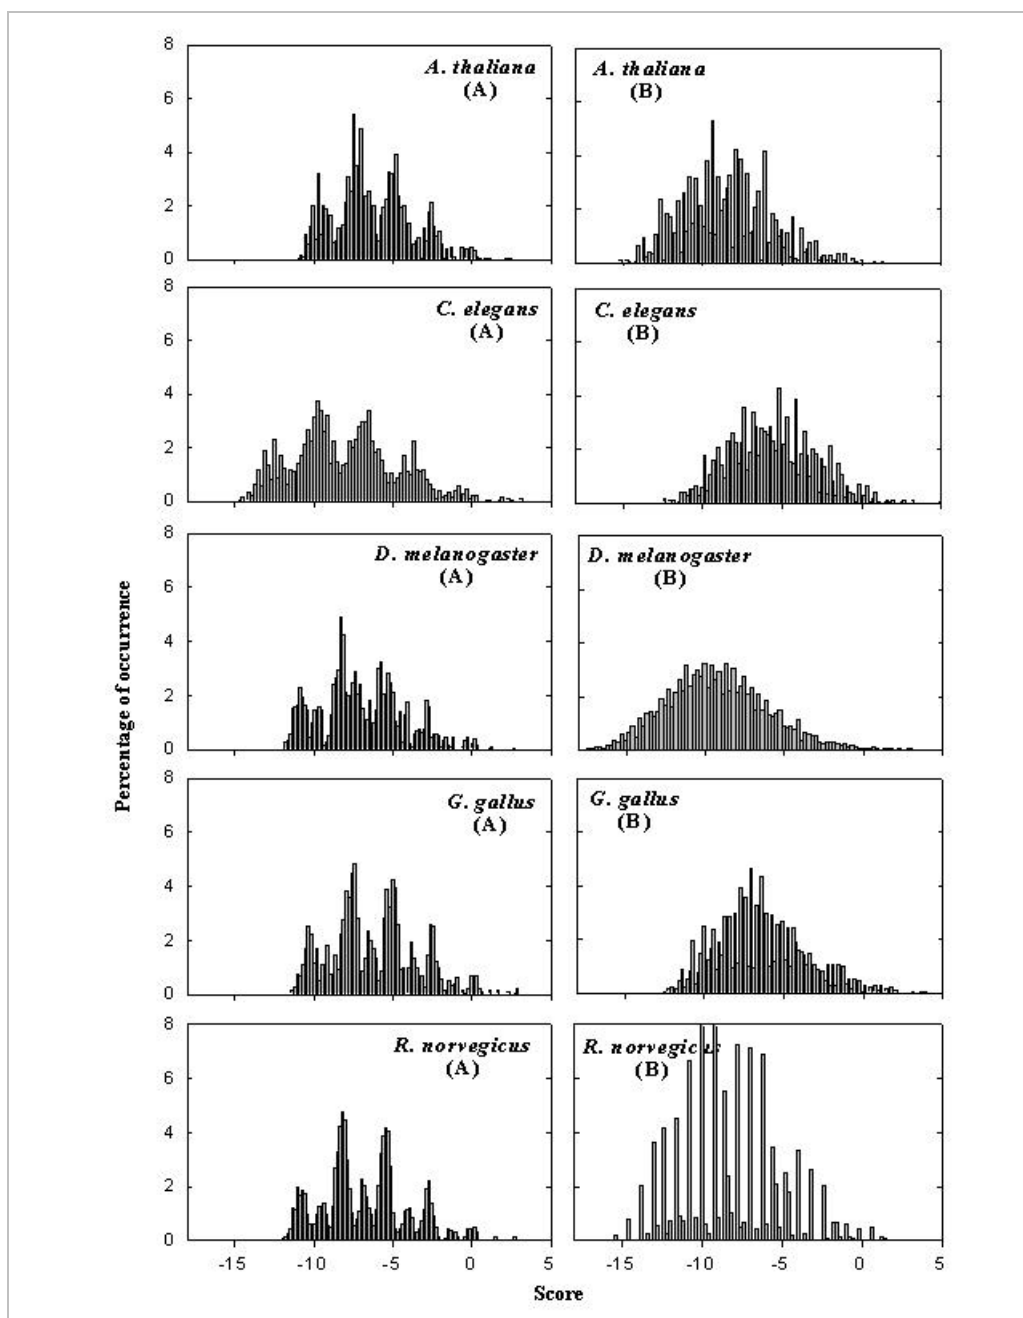 8
6
4
2
0
A. thaliana
(A)
A. thaliana
(B)
8
6
4
2
0
C. elegans
(A)
C. elegans
(B)
8
6
4
2
0
D. melanogaster
(A)
D. melanogaster
(B)
Percentage of occurrence
8
6
4
2
0
G. gallus
(A)
G. gallus
(B)
8
6
4
2
0
R. norvegicus
(A)
R. norvegicus
(B)
-15 -10 -5 0 5 -15 -10 -5 0 5
Score